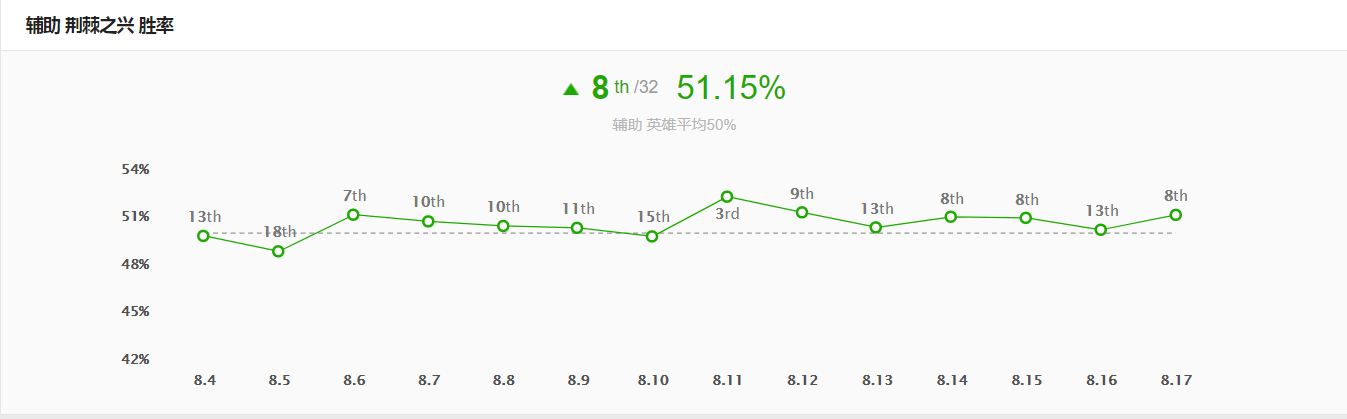 辅助 荆棘之兴 胜率
8 th /32 51.15%
辅助 英雄平均50%
54%
51%
48%
45%
42%
13th
18th
7th
10th
10th
11th
15th
3rd
9th
13th
8th
8th
13th
8th
8.4 8.5 8.6 8.7 8.8 8.9 8.10 8.11 8.12 8.13 8.14 8.15 8.16 8.17